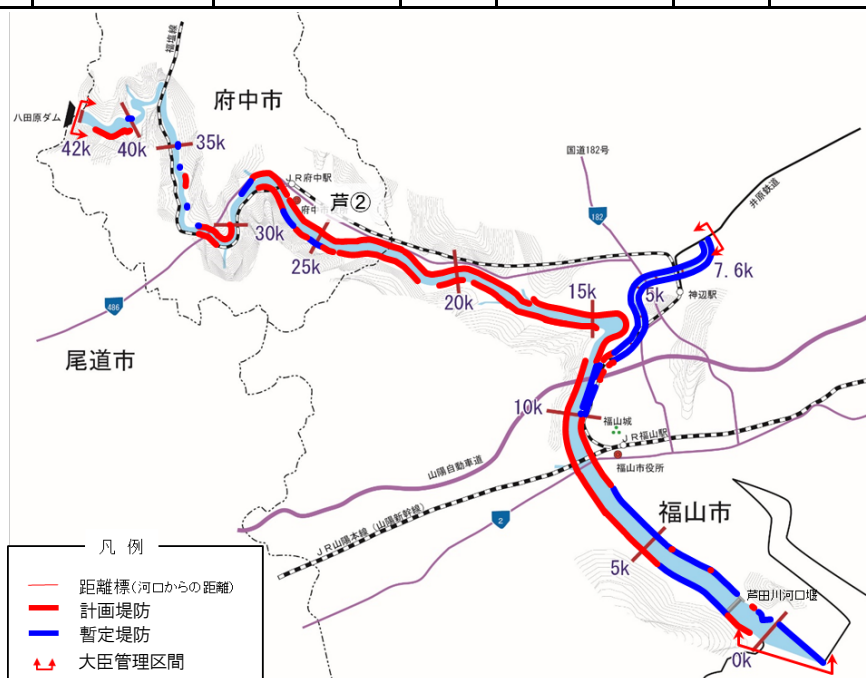 福塩線
府中市
八田原ダム
42k
40k
35k
国道182号
井原鉄道
JR府中駅
府中
芦②
182
30k
25k
7.6k
20k
15k
5k
神辺駅
486
尾道市
10k
福山城
JR福山駅
福山市役所
山陽自動車道
福山市
2
JR山陽本線(山陽新幹線)
5k
芦田川河口堰
0k
凡 例
距離標(河口からの距離)
計画堤防
暫定堤防
大臣管理区間